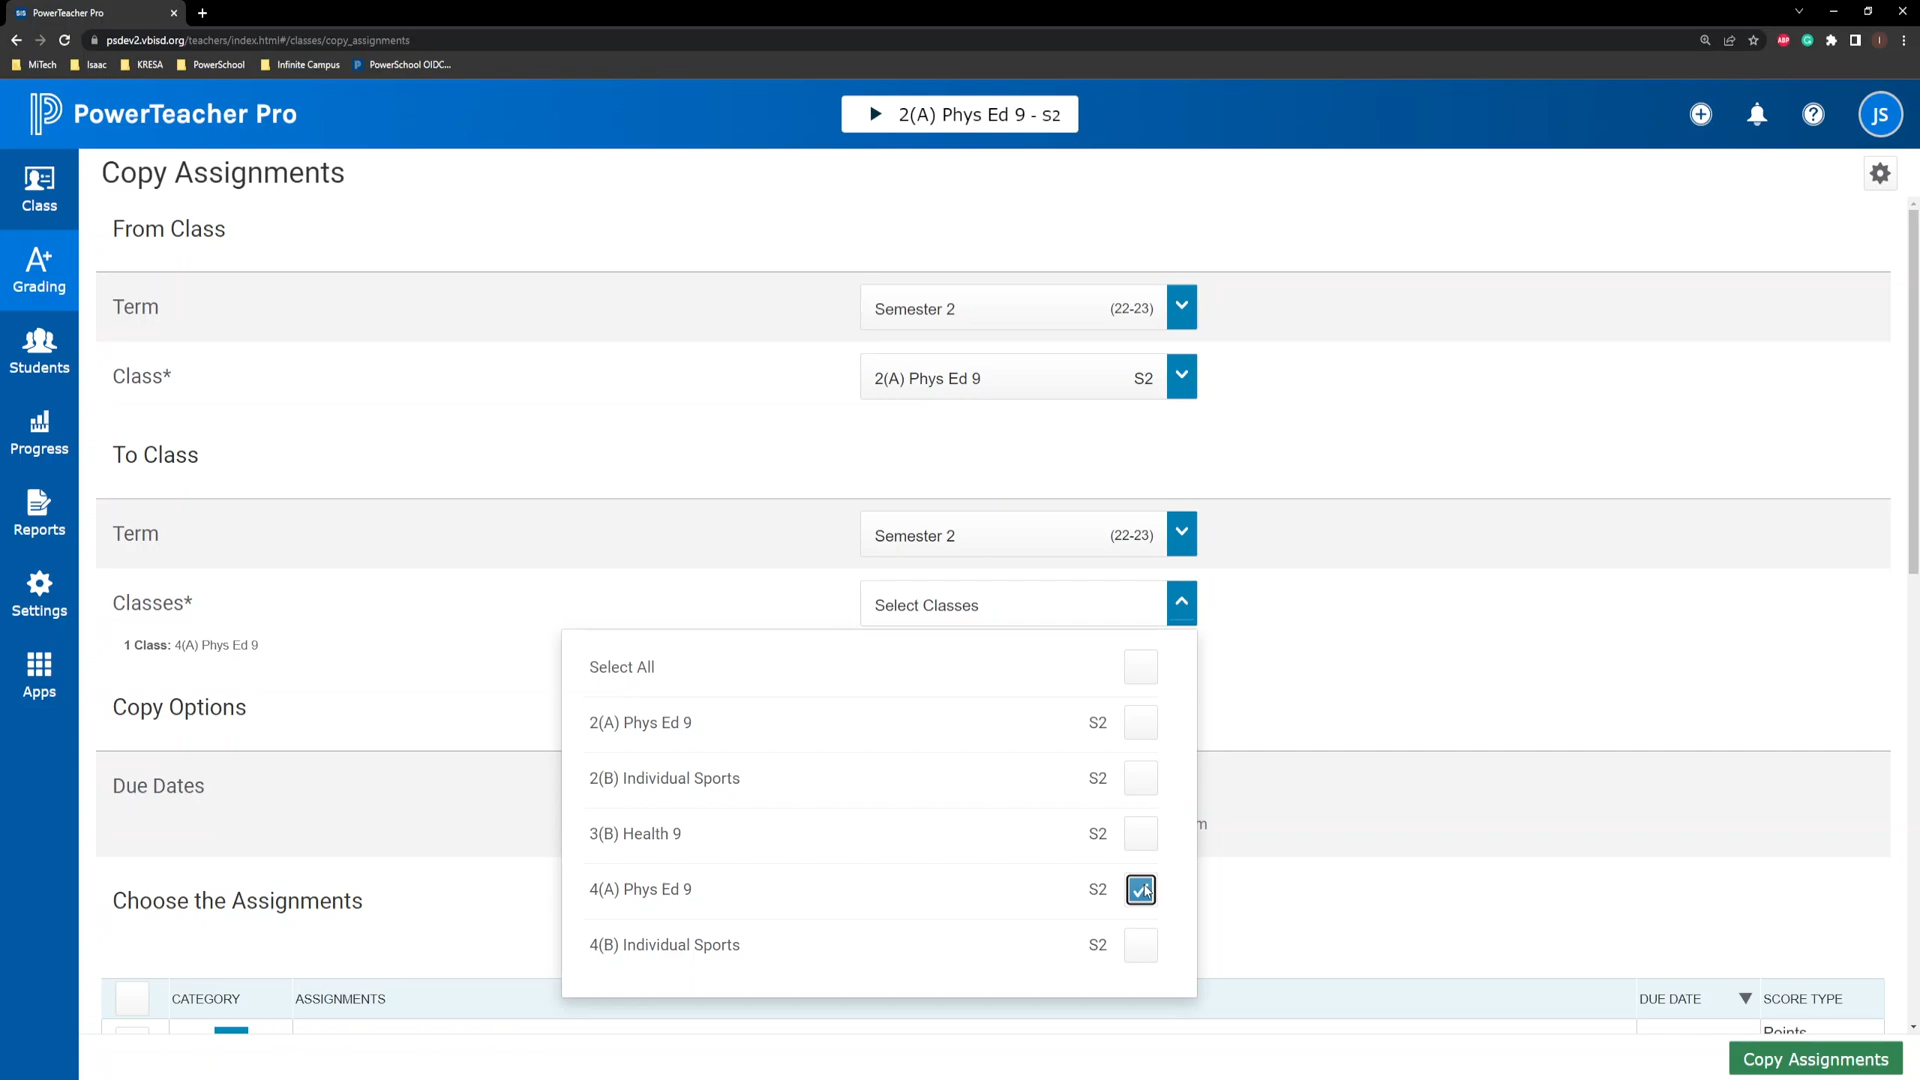 SIS PowerTeacher Pro
psdev2.vbisd.org/teachers/index.html#/classes/copy_assignments
ABP
I
MiTech Isaac KRESA PowerSchool Infinite Campus PowerSchool OIDC...
PowerTeacher Pro
2(A) Phys Ed 9 - S2
JS
Copy Assignments
Class
From Class
Grading
Term
Semester 2 (22-23)
Students
Class*
2(A) Phys Ed 9 S2
Progress
To Class
Reports
Term
Semester 2 (22-23)
Settings
Classes*
Select Classes
1 Class: 4(A) Phys Ed 9
Select All
Apps
Copy Options
2(A) Phys Ed 9 S2
2(B) Individual Sports S2
Due Dates
m
3(B) Health 9 S2
4(A) Phys Ed 9 S2
Choose the Assignments
4(B) Individual Sports S2
CATEGORY ASSIGNMENTS DUE DATE SCORE TYPE
Points
Copy Assignments